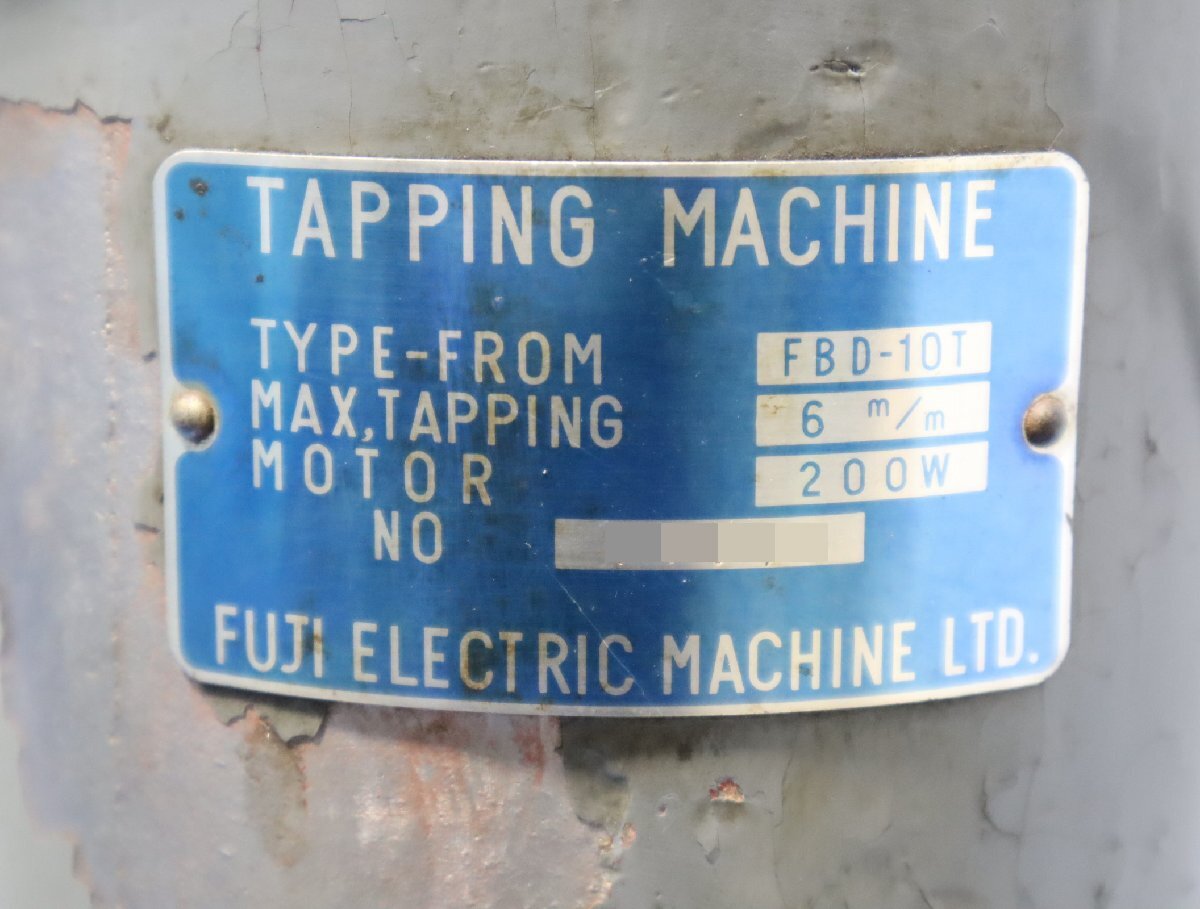 TAPPING MACHINE
TYPE-FROM FBD-10T
MAX,TAPPING 6 m/m
MOTOR 200W
NO
FUJI ELECTRIC MACHINE LTD.